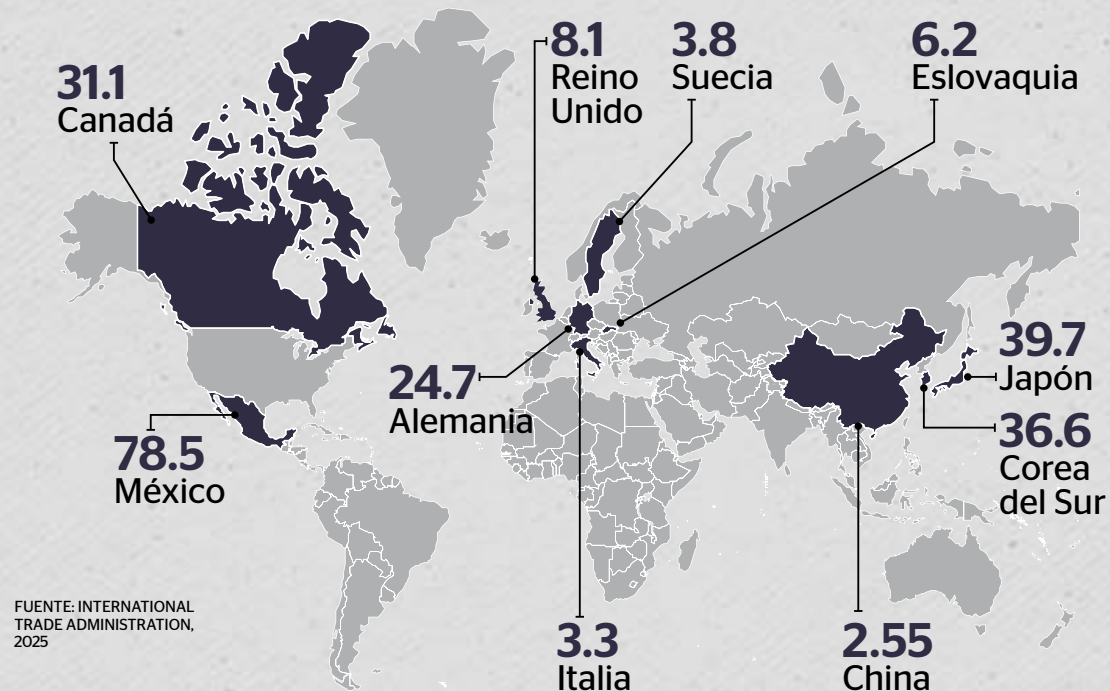 31.1
Canadá
8.1
Reino
Unido
3.8
Suecia
6.2
Eslovaquia
24.7
Alemania
39.7
Japón
78.5
México
36.6
Corea
del Sur
3.3
Italia
2.55
China
FUENTE: INTERNATIONAL
TRADE ADMINISTRATION,
2025